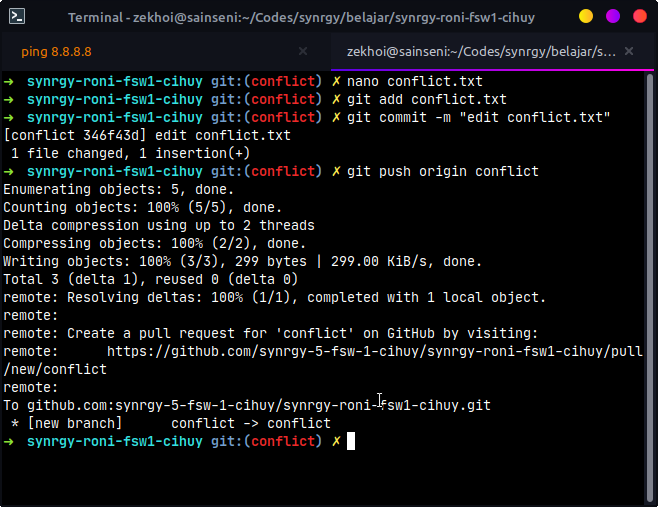 Terminal - zekhoi@sainseni:~/Codes/synrgy/belajar/synrgy-roni-fsw1-cihuy
ping 8.8.8.8
zekhoi@sainseni:~/Codes/synrgy/belajar/s...
➜ synrgy-roni-fsw1-cihuy git:(conflict) ✗ nano conflict.txt
➜ synrgy-roni-fsw1-cihuy git:(conflict) ✗ git add conflict.txt
➜ synrgy-roni-fsw1-cihuy git:(conflict) ✗ git commit -m "edit conflict.txt"
[conflict 346f43d] edit conflict.txt
 1 file changed, 1 insertion(+)
➜ synrgy-roni-fsw1-cihuy git:(conflict) ✗ git push origin conflict
Enumerating objects: 5, done.
Counting objects: 100% (5/5), done.
Delta compression using up to 2 threads
Compressing objects: 100% (2/2), done.
Writing objects: 100% (3/3), 299 bytes | 299.00 KiB/s, done.
Total 3 (delta 1), reused 0 (delta 0)
remote: Resolving deltas: 100% (1/1), completed with 1 local object.
remote:
remote: Create a pull request for 'conflict' on GitHub by visiting:
remote:      https://github.com/synrgy-5-fsw-1-cihuy/synrgy-roni-fsw1-cihuy/pull
/new/conflict
remote:
To github.com:synrgy-5-fsw-1-cihuy/synrgy-roni-fsw1-cihuy.git
 * [new branch]      conflict -> conflict
➜ synrgy-roni-fsw1-cihuy git:(conflict) ✗